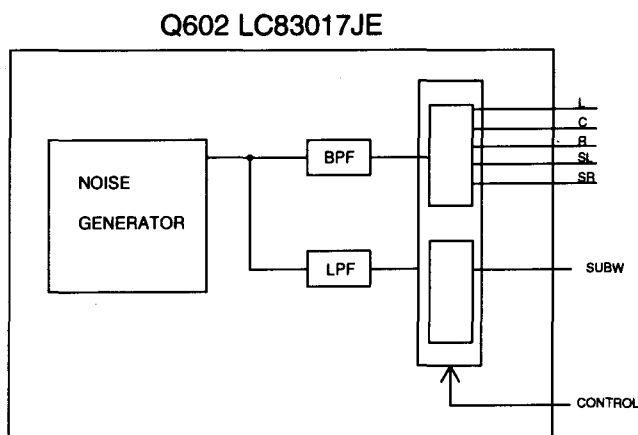 Q602 LC83017JE
L
C
R
SL
SR
BPF
NOISE
GENERATOR
LPF
SUBW
CONTROL